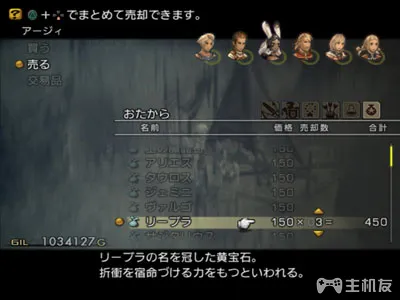 ?●+でまとめて売却できます。
アージィ
買う
売る
交易品
おたから
名前 価格 売却数 合計
アリエズ 150
タウロス 150
ジェミニ 150
ヴァルゴ 150
リーブラ 150× 3= 450
GIL 1034127G
リーブラの名を冠した黄宝石。
折衝を宿命づける力をもつといわれる。
主机友